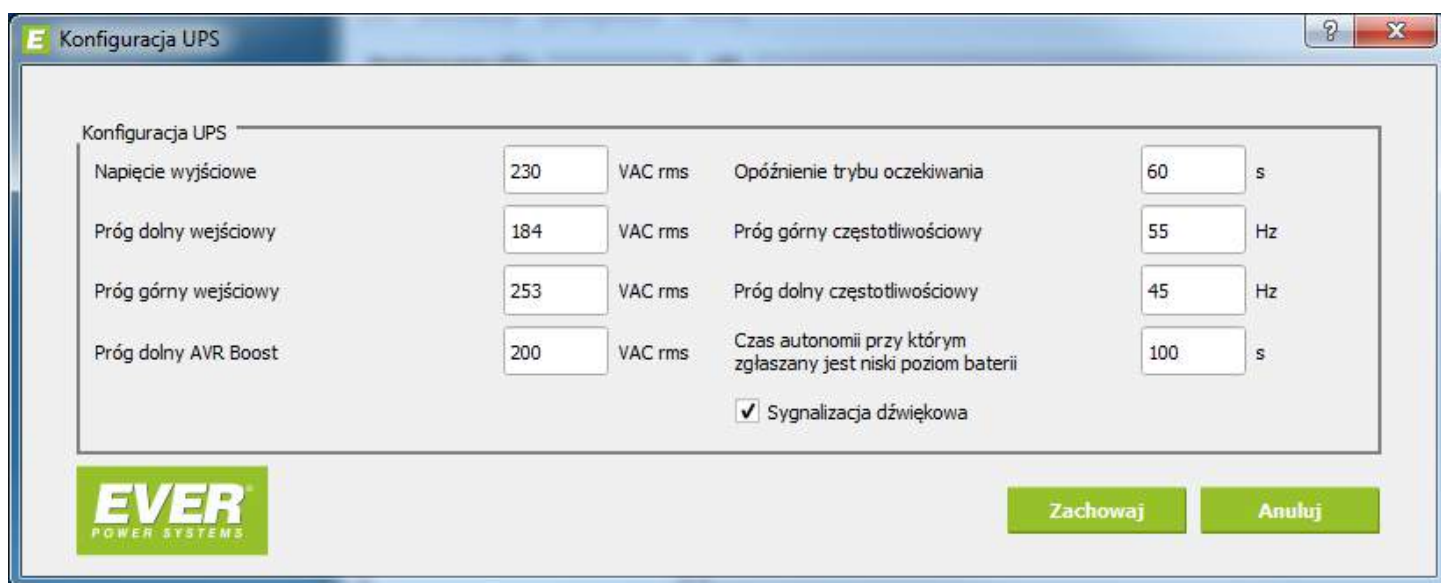 Konfiguracja UPS
Konfiguracja UPS
Napięcie wyjściowe 230 VAC rms Opóźnienie trybu oczekiwania 60 s
Próg dolny wejściowy 184 VAC rms Próg górny częstotliwościowy 55 Hz
Próg górny wejściowy 253 VAC rms Próg dolny częstotliwościowy 45 Hz
Próg dolny AVR Boost 200 VAC rms Czas autonomii przy którym
zgłaszany jest niski poziom baterii 100 s
Sygnalizacja dźwiękowa
EVER
POWER SYSTEMS
Zachowaj Anuluj